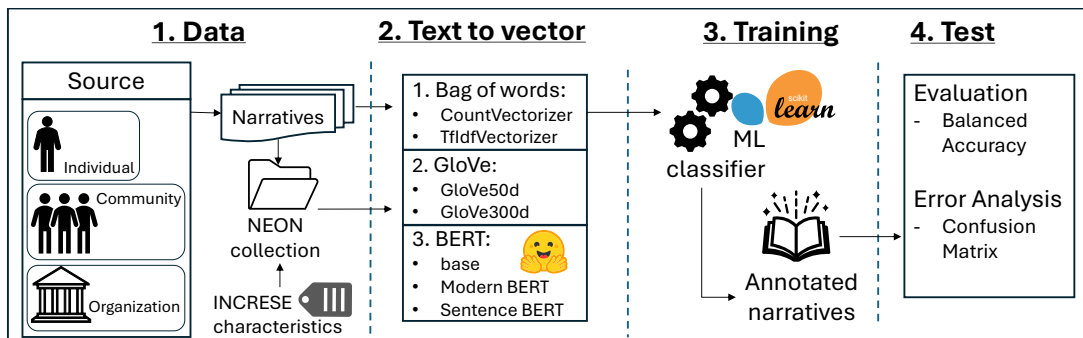 1. Data
Source
Individual
Community
Organization
Narratives
NEON
collection
INCRESE
characteristics
2. Text to vector
1. Bag of words:
• CountVectorizer
• TfIdfVectorizer
2. GloVe:
• GloVe50d
• GloVe300d
3. BERT:
• base
• Modern BERT
• Sentence BERT
3. Training
scikit
learn
ML
classifier
Annotated
narratives
4. Test
Evaluation
- Balanced
Accuracy
Error Analysis
- Confusion
Matrix